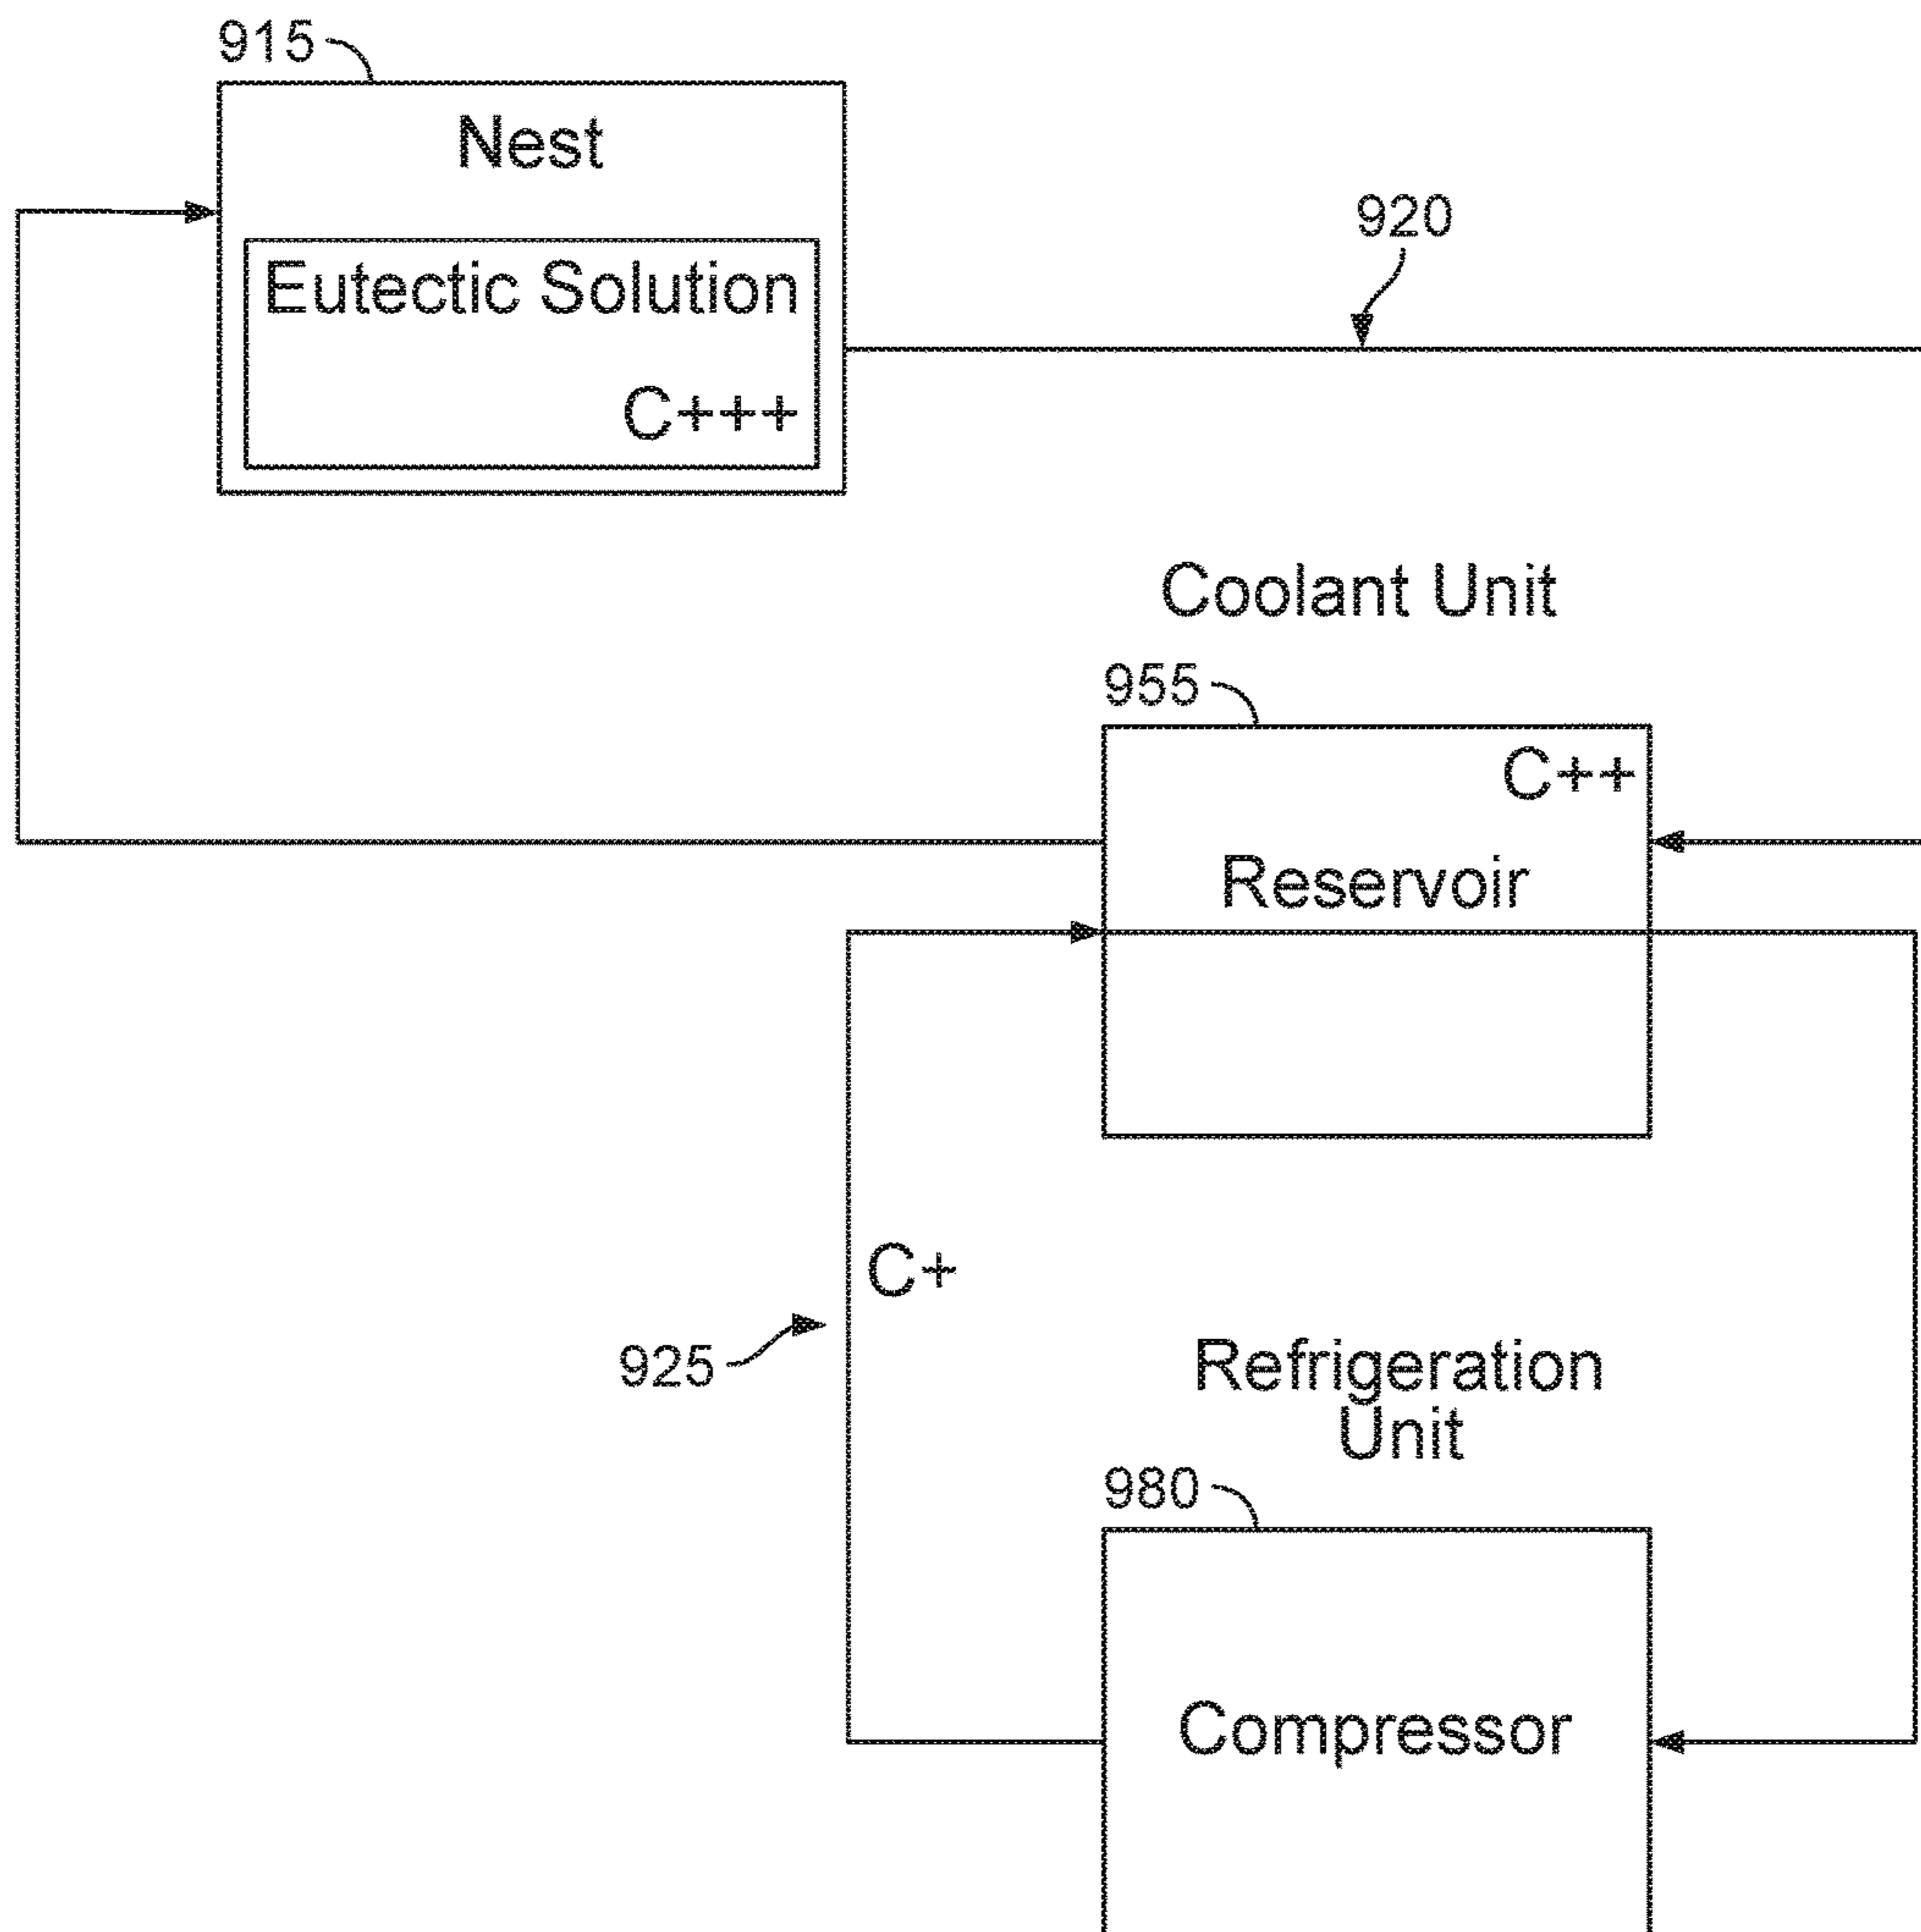 915
Nest
920
Eutectic Solution
C+++
Coolant Unit
955
C++
Reservoir
C+
925
Refrigeration
Unit
980
Compressor